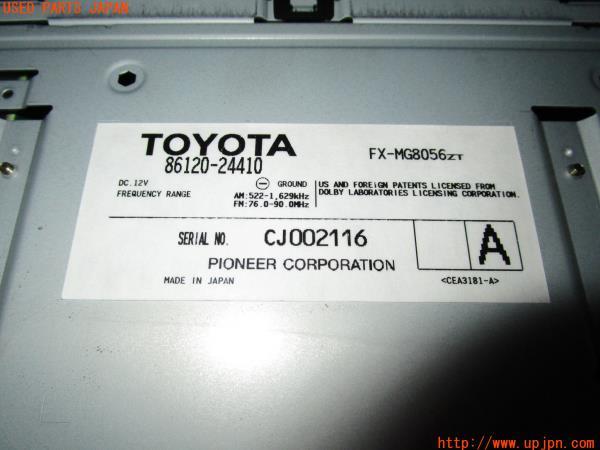 USED PARTS JAPAN
TOYOTA
86120-24410
FX-MG8056ZT
DC.12V
FREQUENCY RANGE
⊖ GROUND
AM:522-1,629kHz
FM:76.0-90.0MHz
US AND FOREIGN PATENTS LICENSED FROM
DOLBY LABORATORIES LICENSING CORPORATION.
SERIAL NO. CJ002116
A
PIONEER CORPORATION
MADE IN JAPAN
<CEA3181-A>
http://www.upjpn.com